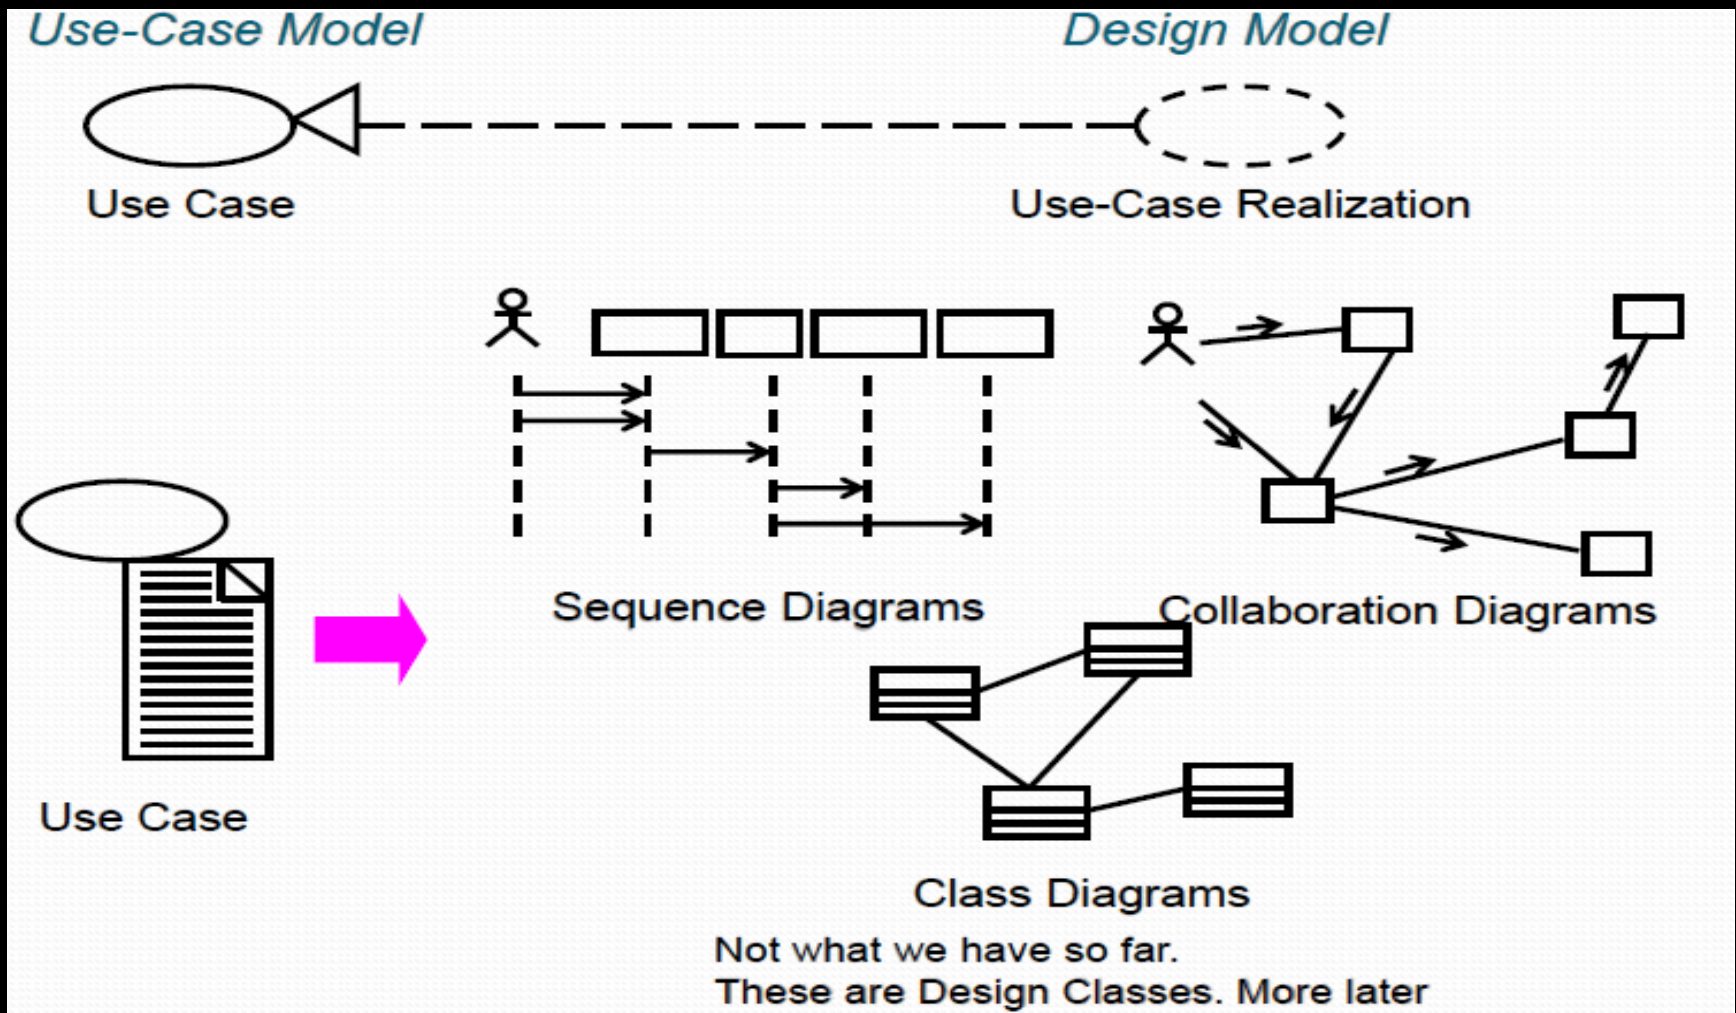 Use-Case Model
Design Model
Use Case
Use-Case Realization
Sequence Diagrams
Collaboration Diagrams
Use Case
Class Diagrams
Not what we have so far.
These are Design Classes. More later